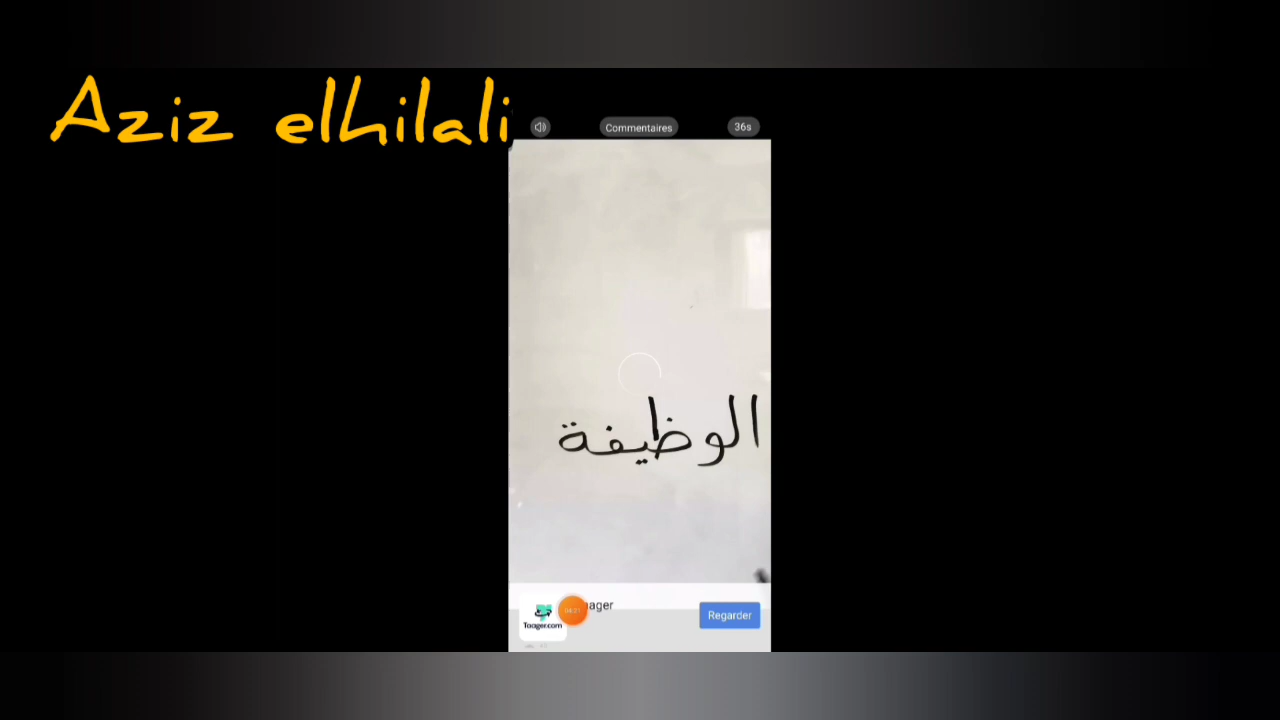 Aziz elhilali
Commentaires
36s
الوظيفة
Taager.com
Regarder